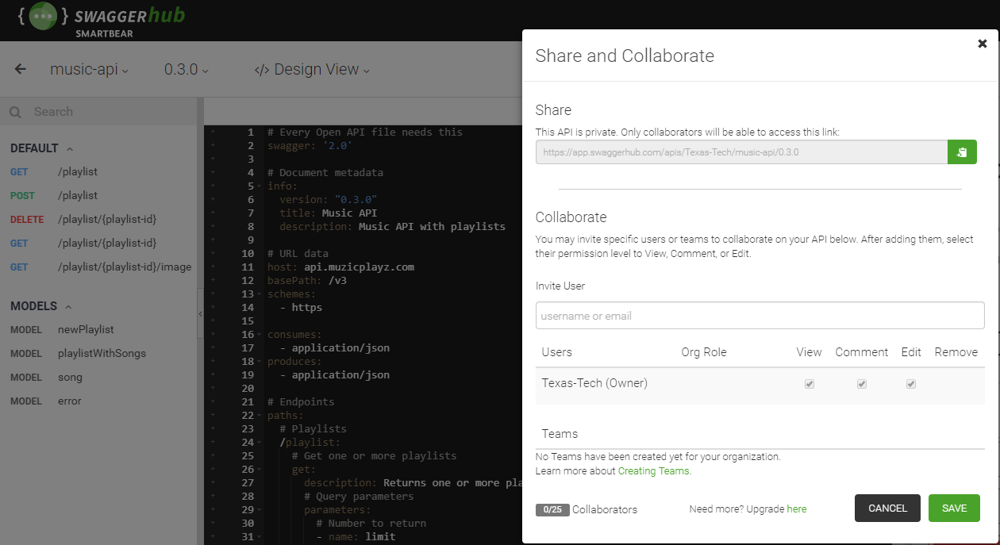 {...} SWAGGERhub
SMARTBEAR
music-api
0.3.0
</> Design View
Search
DEFAULT
GET /playlist
POST /playlist
DELETE /playlist/{playlist-id}
GET /playlist/{playlist-id}
GET /playlist/{playlist-id}/image
MODELS
MODEL newPlaylist
MODEL playlistWithSongs
MODEL song
MODEL error
1 # Every Open API file needs this
2 swagger: '2.0'
3
4 # Document metadata
5 info:
6 version: "0.3.0"
7 title: Music API
8 description: Music API with playlists
9
10 # URL data
11 host: api.muzicplayz.com
12 basePath: /v3
13 schemes:
14 - https
15
16 consumes:
17 - application/json
18 produces:
19 - application/json
20
21 # Endpoints
22 paths:
23 # Playlists
24 /playlist:
25 # Get one or more playlists
26 get:
27 description: Returns one or more pla
28 # Query parameters
29 parameters:
30 # Number to return
31 - name: limit
Share and Collaborate
Share
This API is private. Only collaborators will be able to access this link:
https://app.swaggerhub.com/apis/Texas-Tech/music-api/0.3.0
Collaborate
You may invite specific users or teams to collaborate on your API below. After adding them, select
their permission level to View, Comment, or Edit.
Invite User
username or email
Users Org Role View Comment Edit Remove
Texas-Tech (Owner)
Teams
No Teams have been created yet for your organization.
Learn more about Creating Teams.
0/25 Collaborators
Need more? Upgrade here
CANCEL
SAVE